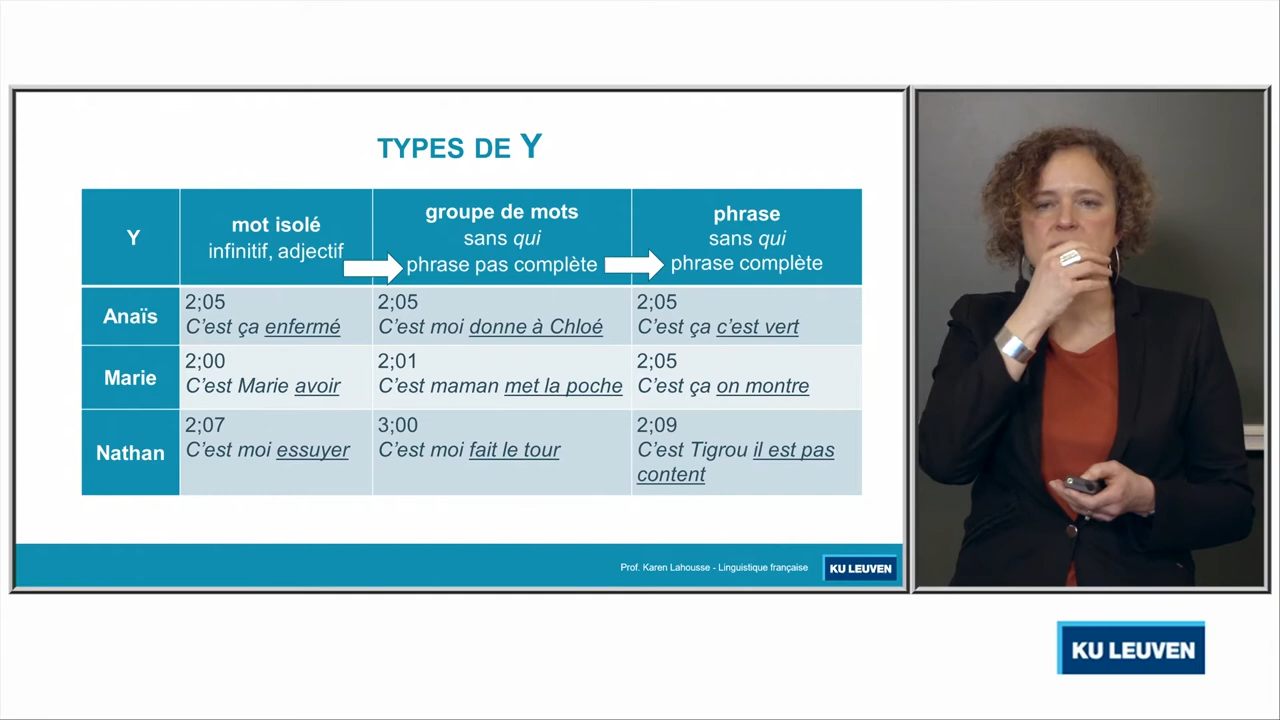 TYPES DE Y
Y
mot isolé
infinitif, adjectif
groupe de mots
sans qui
phrase pas complète
phrase
sans qui
phrase complète
Anaïs
2;05
C'est ça enfermé
2;05
C'est moi donne à Chloé
2;05
C'est ça c'est vert
Marie
2;00
C'est Marie avoir
2;01
C'est maman met la poche
2;05
C'est ça on montre
Nathan
2;07
C'est moi essuyer
3;00
C'est moi fait le tour
2;09
C'est Tigrou il est pas
content
Prof. Karen Lahousse - Linguistique française
KU LEUVEN
KU LEUVEN